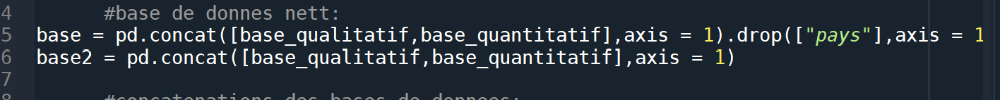 4 #base de donnes nett:
5 base = pd.concat([base_qualitatif,base_quantitatif],axis = 1).drop(["pays"],axis = 1
6 base2 = pd.concat([base_qualitatif,base_quantitatif],axis = 1)
7
8 #concatenations des bases de donnees: